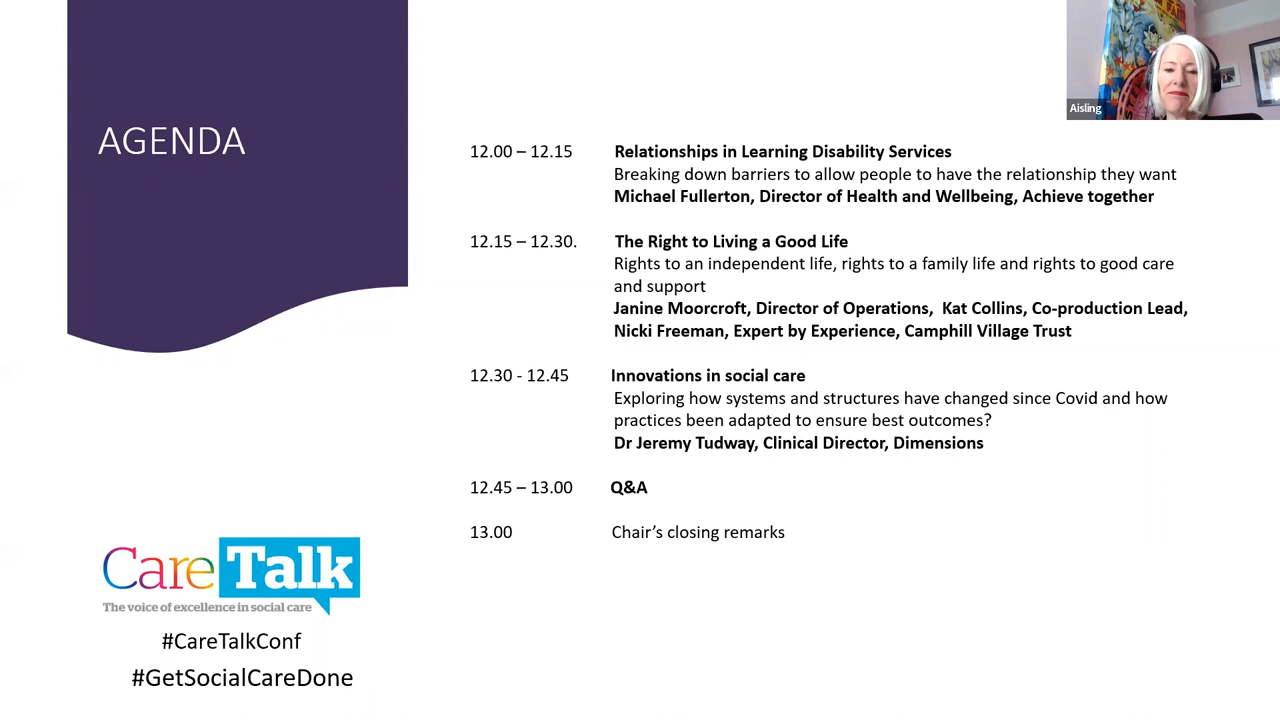 Aisling
AGENDA
12.00 – 12.15 Relationships in Learning Disability Services
Breaking down barriers to allow people to have the relationship they want
Michael Fullerton, Director of Health and Wellbeing, Achieve together
12.15 – 12.30. The Right to Living a Good Life
Rights to an independent life, rights to a family life and rights to good care
and support
Janine Moorcroft, Director of Operations, Kat Collins, Co-production Lead,
Nicki Freeman, Expert by Experience, Camphill Village Trust
12.30 - 12.45 Innovations in social care
Exploring how systems and structures have changed since Covid and how
practices been adapted to ensure best outcomes?
Dr Jeremy Tudway, Clinical Director, Dimensions
12.45 – 13.00 Q&A
13.00 Chair’s closing remarks
Care Talk
The voice of excellence in social care
#CareTalkConf
#GetSocialCareDone